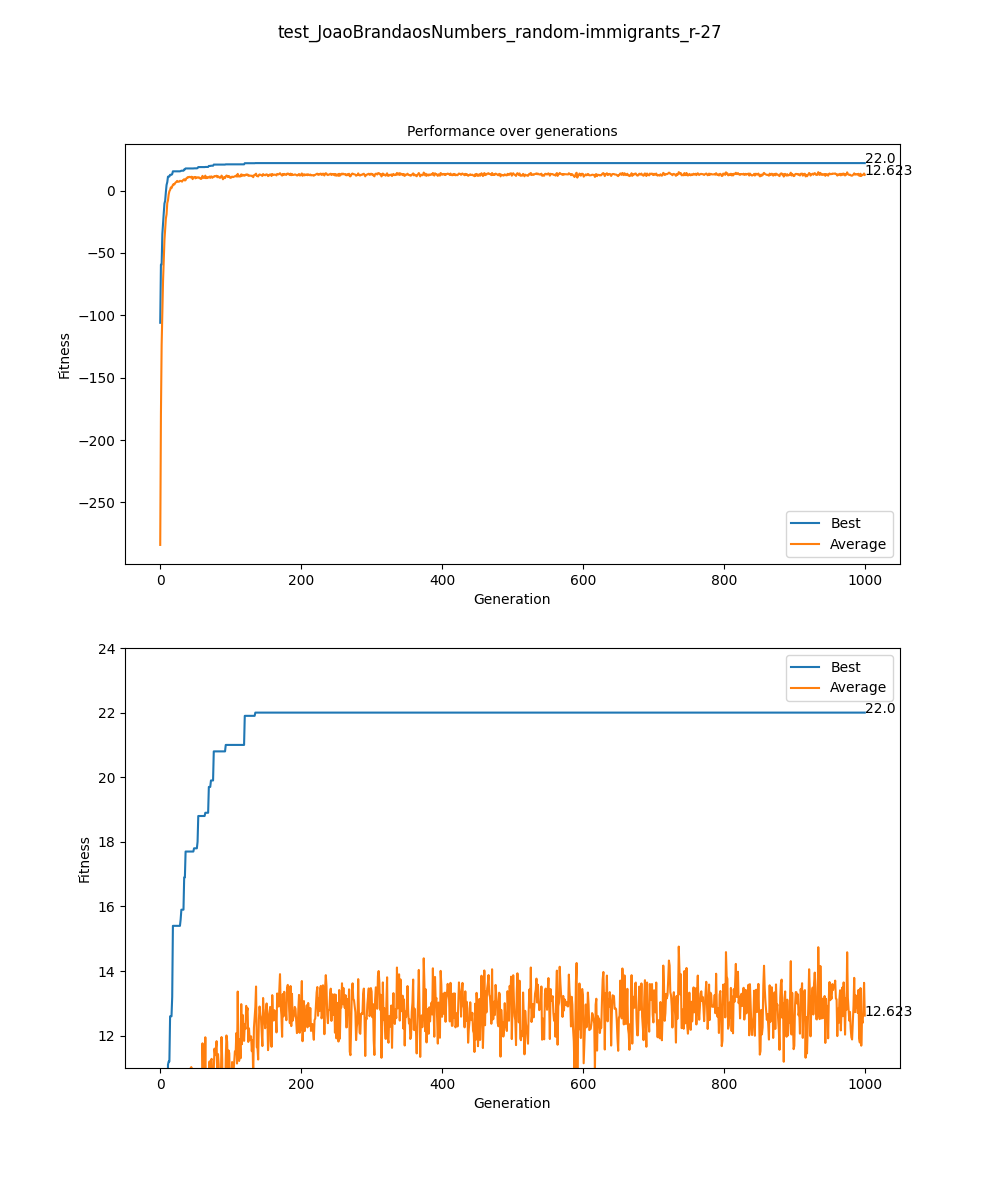 test_JoaoBrandaosNumbers_random-immigrants_r-27
Performance over generations
22.0
12.623
0
−50
−100
−150
−200
−250
Fitness
Best
Average
0 200 400 600 800 1000
Generation
24
22
20
18
16
14
12
Fitness
Best
Average
22.0
12.623
0 200 400 600 800 1000
Generation